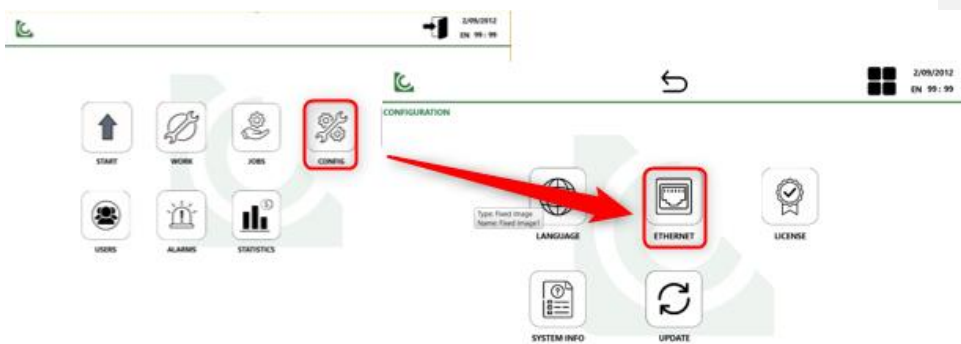 2/09/2012
EN 99 : 99
START
WORK
JOBS
CONFIG
USERS
ALARMS
STATISTICS
2/09/2012
EN 99 : 99
CONFIGURATION
Type: Fixed image
Name: Fixed Image1
LANGUAGE
ETHERNET
LICENSE
SYSTEM INFO
UPDATE